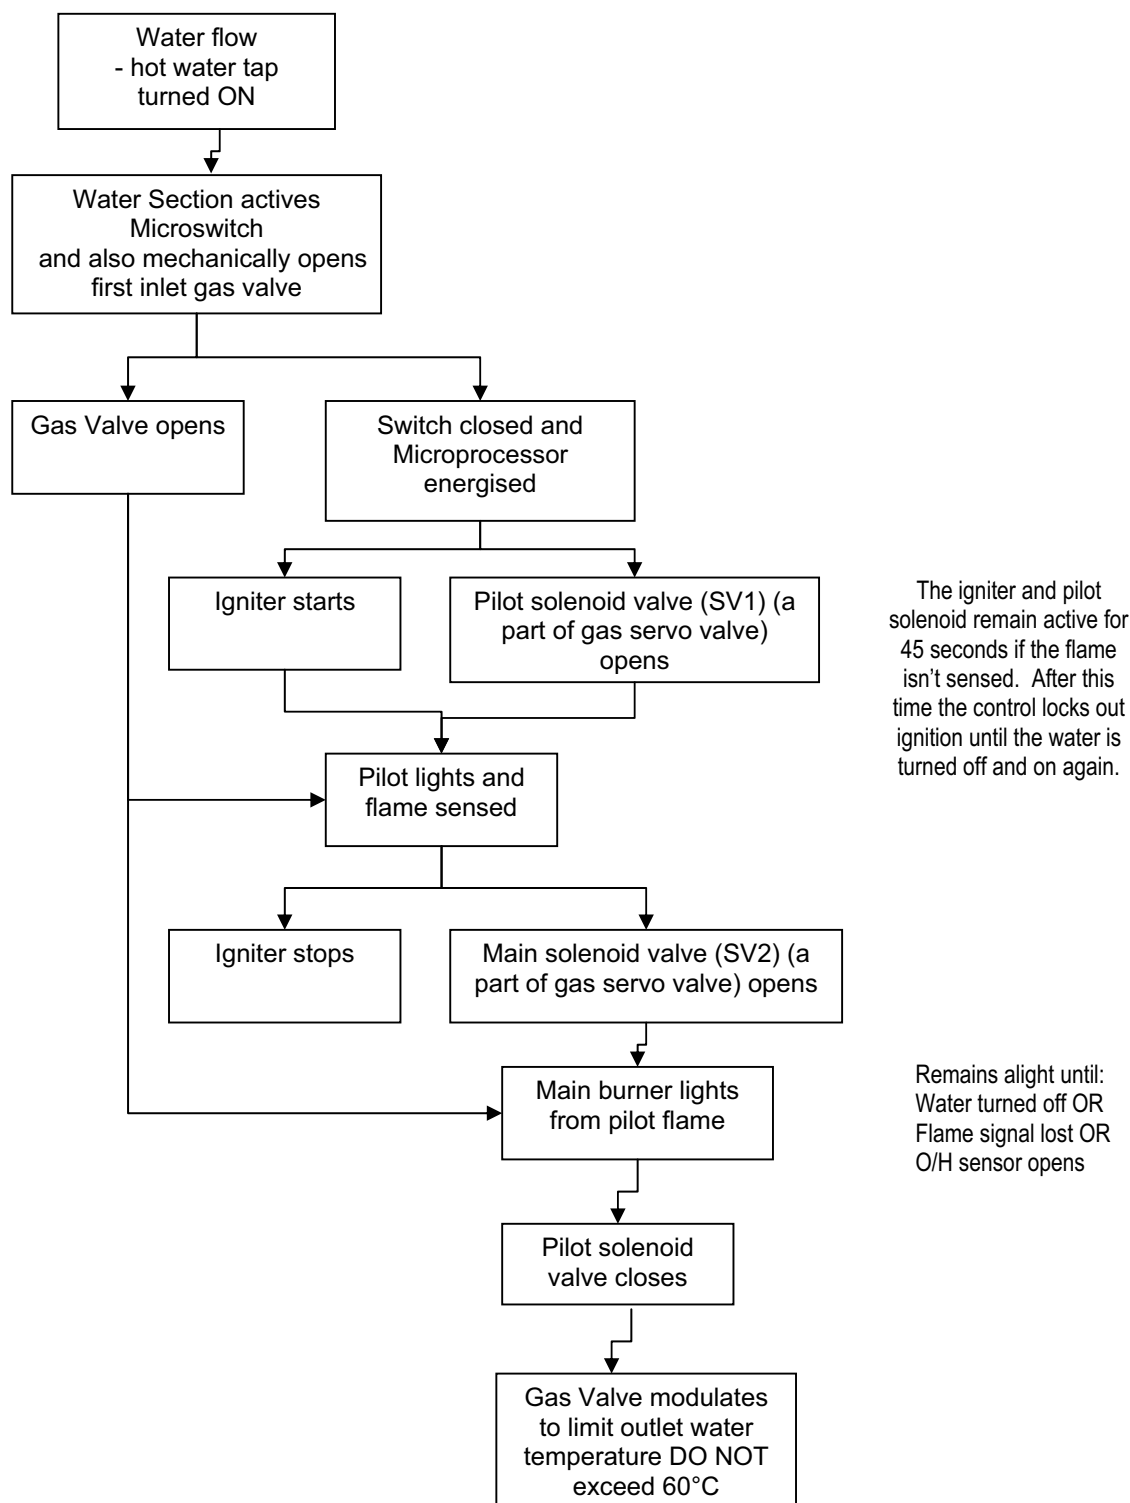 Water flow
- hot water tap
turned ON
Water Section actives
Microswitch
and also mechanically opens
first inlet gas valve
Gas Valve opens
Switch closed and
Microprocessor
energised
Igniter starts
Pilot solenoid valve (SV1) (a
part of gas servo valve)
opens
The igniter and pilot
solenoid remain active for
45 seconds if the flame
isn't sensed. After this
time the control locks out
ignition until the water is
turned off and on again.
Pilot lights and
flame sensed
Igniter stops
Main solenoid valve (SV2) (a
part of gas servo valve) opens
Main burner lights
from pilot flame
Remains alight until:
Water turned off OR
Flame signal lost OR
O/H sensor opens
Pilot solenoid
valve closes
Gas Valve modulates
to limit outlet water
temperature DO NOT
exceed 60°C